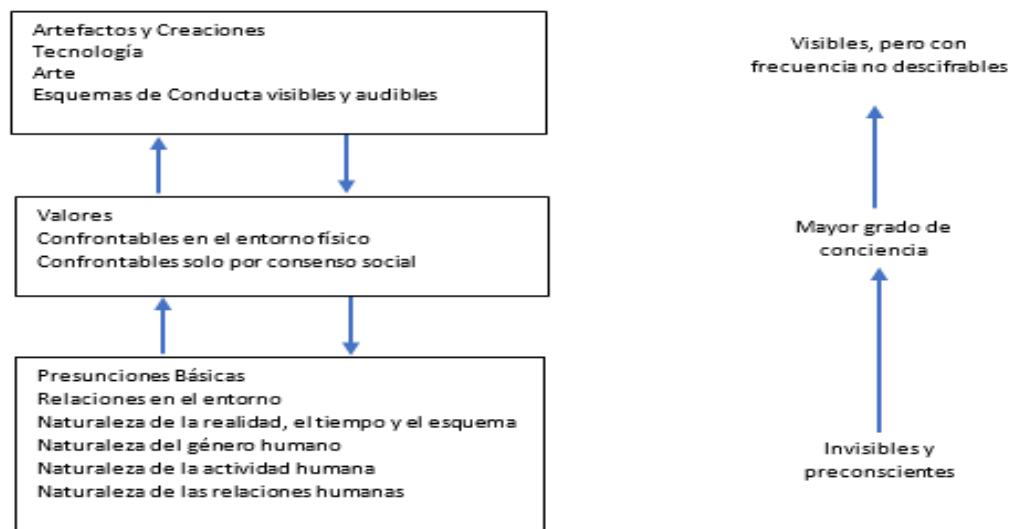 Artefactos y Creaciones
Tecnología
Arte
Esquemas de Conducta visibles y audibles
Visibles, pero con
frecuencia no descifrables
Valores
Confrontables en el entorno físico
Confrontables solo por consenso social
Mayor grado de
conciencia
Presunciones Básicas
Relaciones en el entorno
Naturaleza de la realidad, el tiempo y el esquema
Naturaleza del género humano
Naturaleza de la actividad humana
Naturaleza de las relaciones humanas
Invisibles y
preconscientes